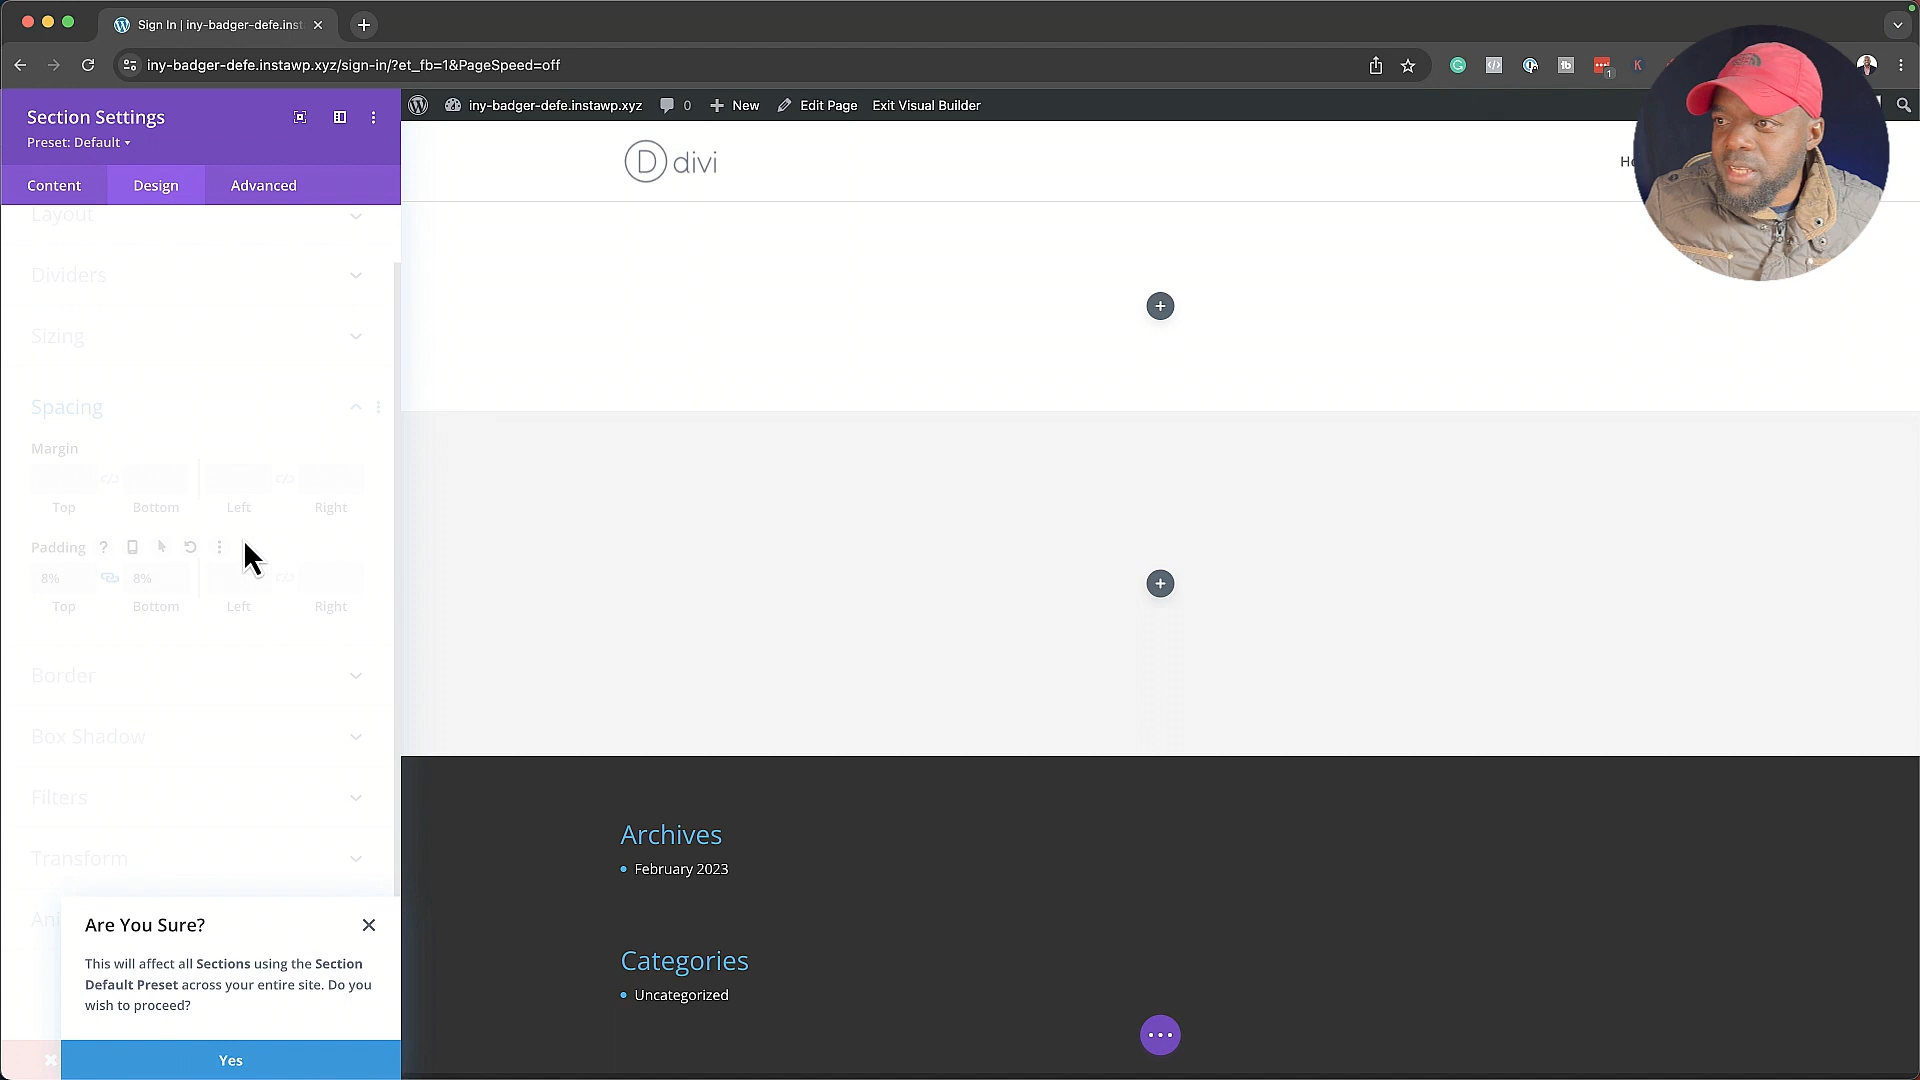 Sign In | iny-badger-defe.inst
iny-badger-defe.instawp.xyz/sign-in/?et_fb=1&PageSpeed=off
1
K
iny-badger-defe.instawp.xyz
0
New
Edit Page
Exit Visual Builder
Section Settings
Preset: Default
Content
Design
Advanced
D divi
Layout
Dividers
Sizing
Spacing
Margin
Top
Bottom
Left
Right
Padding
?
8%
8%
Top
Bottom
Left
Right
Border
Box Shadow
Filters
Transform
Archives
February 2023
Categories
Uncategorized
Are You Sure?
This will affect all Sections using the Section
Default Preset across your entire site. Do you
wish to proceed?
Yes